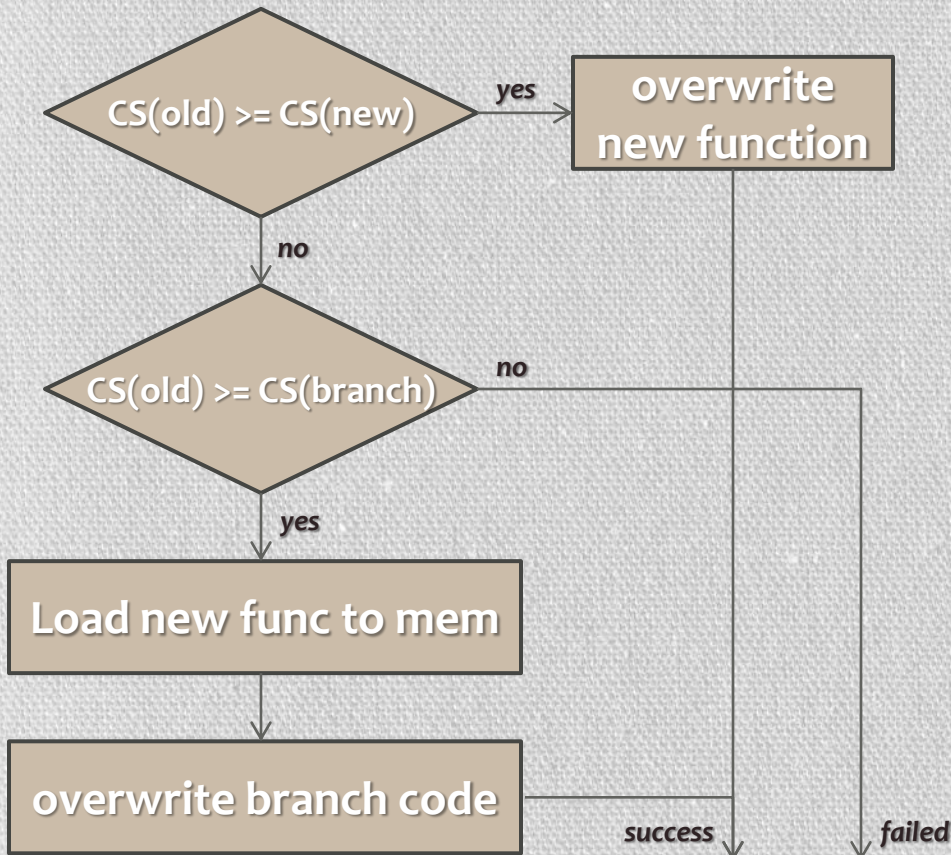 CS(old) >= CS(new)
yes
overwrite
new function
no
CS(old) >= CS(branch)
no
yes
Load new func to mem
overwrite branch code
success
failed